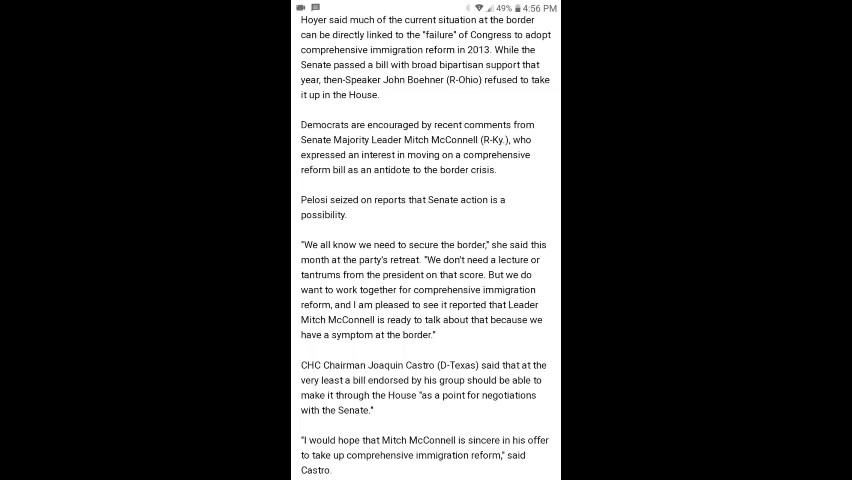 49% 4:56 PM
Hoyer said much of the current situation at the border
can be directly linked to the "failure" of Congress to adopt
comprehensive immigration reform in 2013. While the
Senate passed a bill with broad bipartisan support that
year, then-Speaker John Boehner (R-Ohio) refused to take
it up in the House.
Democrats are encouraged by recent comments from
Senate Majority Leader Mitch McConnell (R-Ky.), who
expressed an interest in moving on a comprehensive
reform bill as an antidote to the border crisis.
Pelosi seized on reports that Senate action is a
possibility.
"We all know we need to secure the border," she said this
month at the party's retreat. "We don't need a lecture or
tantrums from the president on that score. But we do
want to work together for comprehensive immigration
reform, and I am pleased to see it reported that Leader
Mitch McConnell is ready to talk about that because we
have a symptom at the border."
CHC Chairman Joaquin Castro (D-Texas) said that at the
very least a bill endorsed by his group should be able to
make it through the House "as a point for negotiations
with the Senate."
"I would hope that Mitch McConnell is sincere in his offer
to take up comprehensive immigration reform," said
Castro.